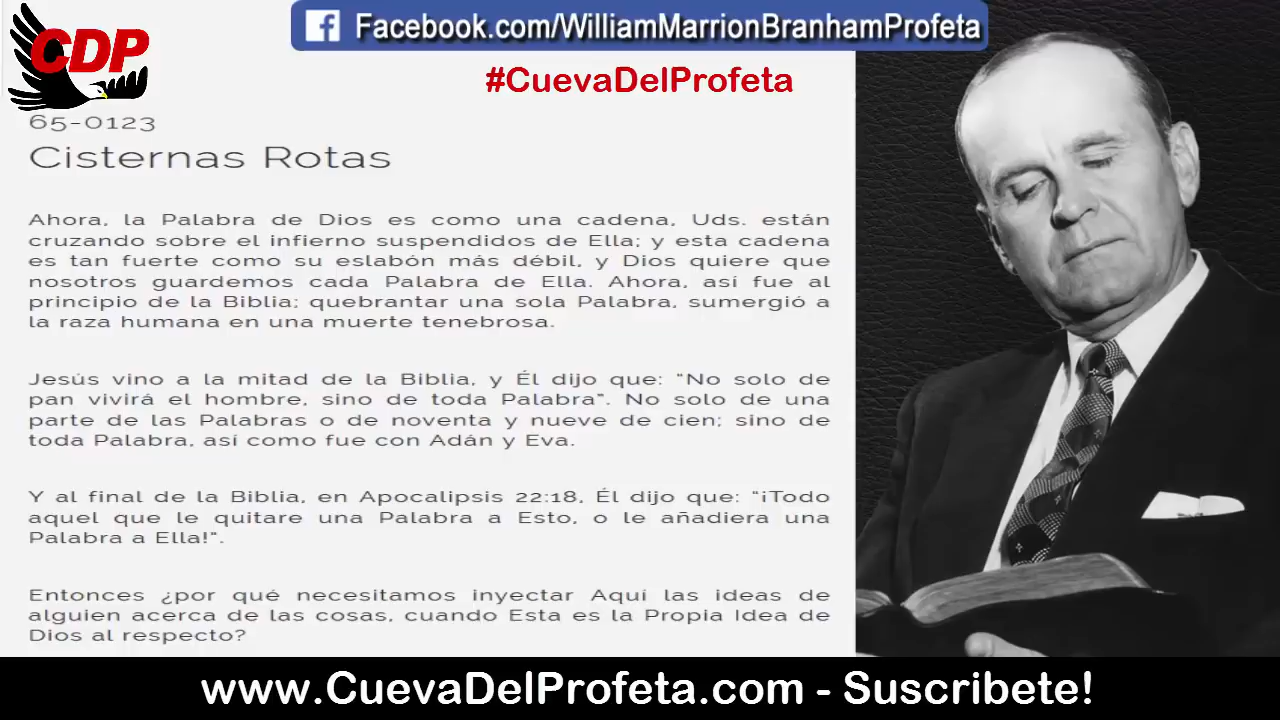 Facebook.com/WilliamMarrionBranhamProfeta
CDP
#CuevaDelProfeta
65-0123
Cisternas Rotas
Ahora, la Palabra de Dios es como una cadena, Uds. están
cruzando sobre el infierno suspendidos de Ella; y esta cadena
es tan fuerte como su eslabón más débil, y Dios quiere que
nosotros guardemos cada Palabra de Ella. Ahora, así fue al
principio de la Biblia; quebrantar una sola Palabra, sumergió a
la raza humana en una muerte tenebrosa.
Jesús vino a la mitad de la Biblia, y Él dijo que: “No solo de
pan vivirá el hombre, sino de toda Palabra”. No solo de una
parte de las Palabras o de noventa y nueve de cien; sino de
toda Palabra, así como fue con Adán y Eva.
Y al final de la Biblia, en Apocalipsis 22:18, Él dijo que: “¡Todo
aquel que le quitare una Palabra a Esto, o le añadiera una
Palabra a Ella!”.
Entonces ¿por qué necesitamos inyectar Aquí las ideas de
alguien acerca de las cosas, cuando Esta es la Propia Idea de
Dios al respecto?
www.CuevaDelProfeta.com - Suscribete!